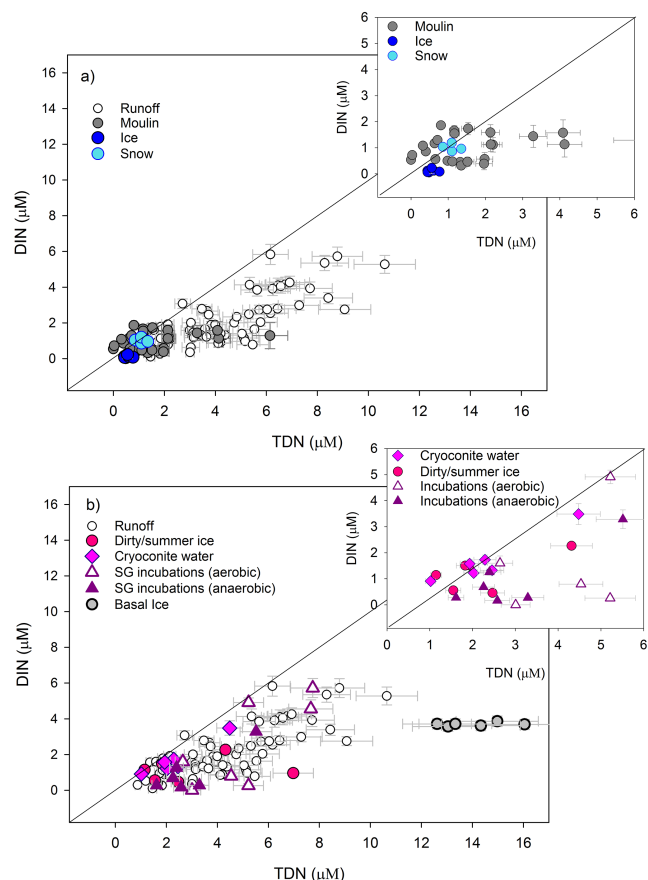 a)
Runoff
Moulin
Ice
Snow
16
14
12
10
8
6
4
2
0
DIN (μM)
0 2 4 6 8 10 12 14 16
TDN (μM)
Moulin
Ice
Snow
6
5
4
3
2
1
0
DIN (μM)
0 1 2 3 4 5 6
TDN (μM)
b)
Runoff
Dirty/summer ice
Cryoconite water
SG incubations (aerobic)
SG incubations (anaerobic)
Basal Ice
16
14
12
10
8
6
4
2
0
DIN (μM)
0 2 4 6 8 10 12 14 16
TDN (μM)
Cryoconite water
Dirty/summer ice
Incubations (aerobic)
Incubations (anaerobic)
6
5
4
3
2
1
0
DIN (μM)
0 1 2 3 4 5 6
TDN (μM)